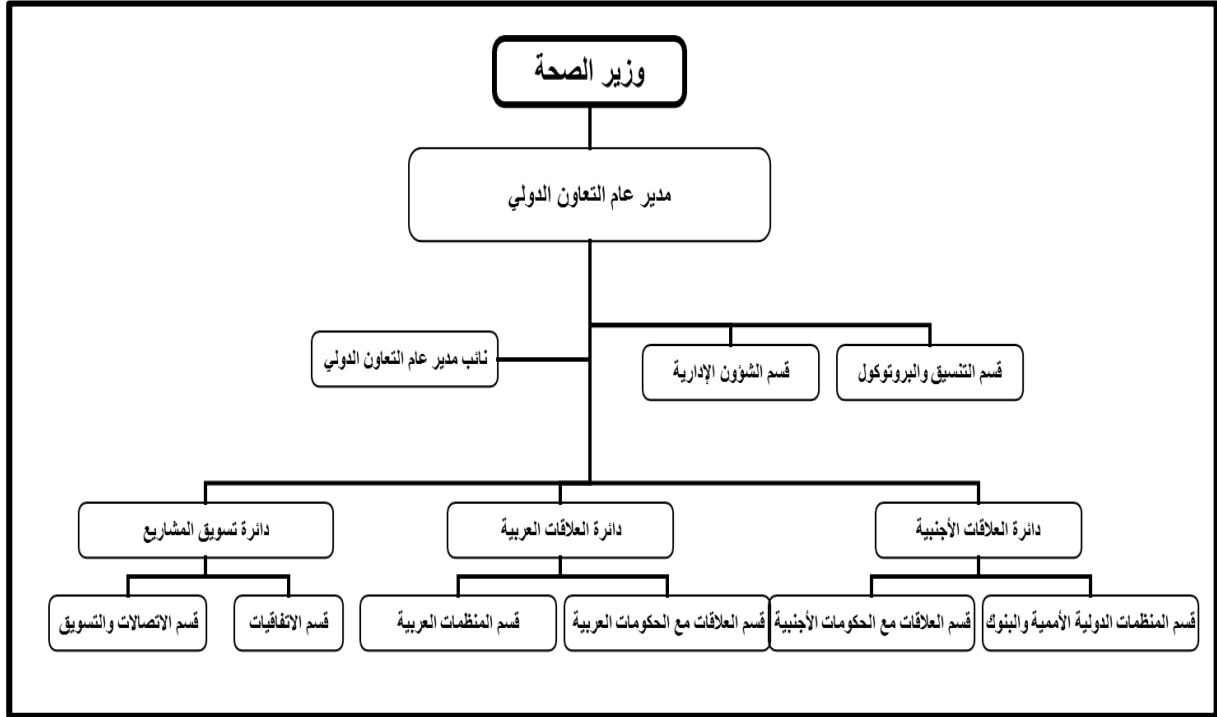 وزير الصحة
مدير عام التعاون الدولي
قسم التنسيق والبروتوكول
قسم الشؤون الإدارية
نائب مدير عام التعاون الدولي
دائرة العلاقات الأجنبية
دائرة العلاقات العربية
دائرة تسويق المشاريع
قسم المنظمات الدولية الأممية والبنوك
قسم العلاقات مع الحكومات الأجنبية
قسم العلاقات مع الحكومات العربية
قسم المنظمات العربية
قسم الاتفاقيات
قسم الاتصالات والتسويق